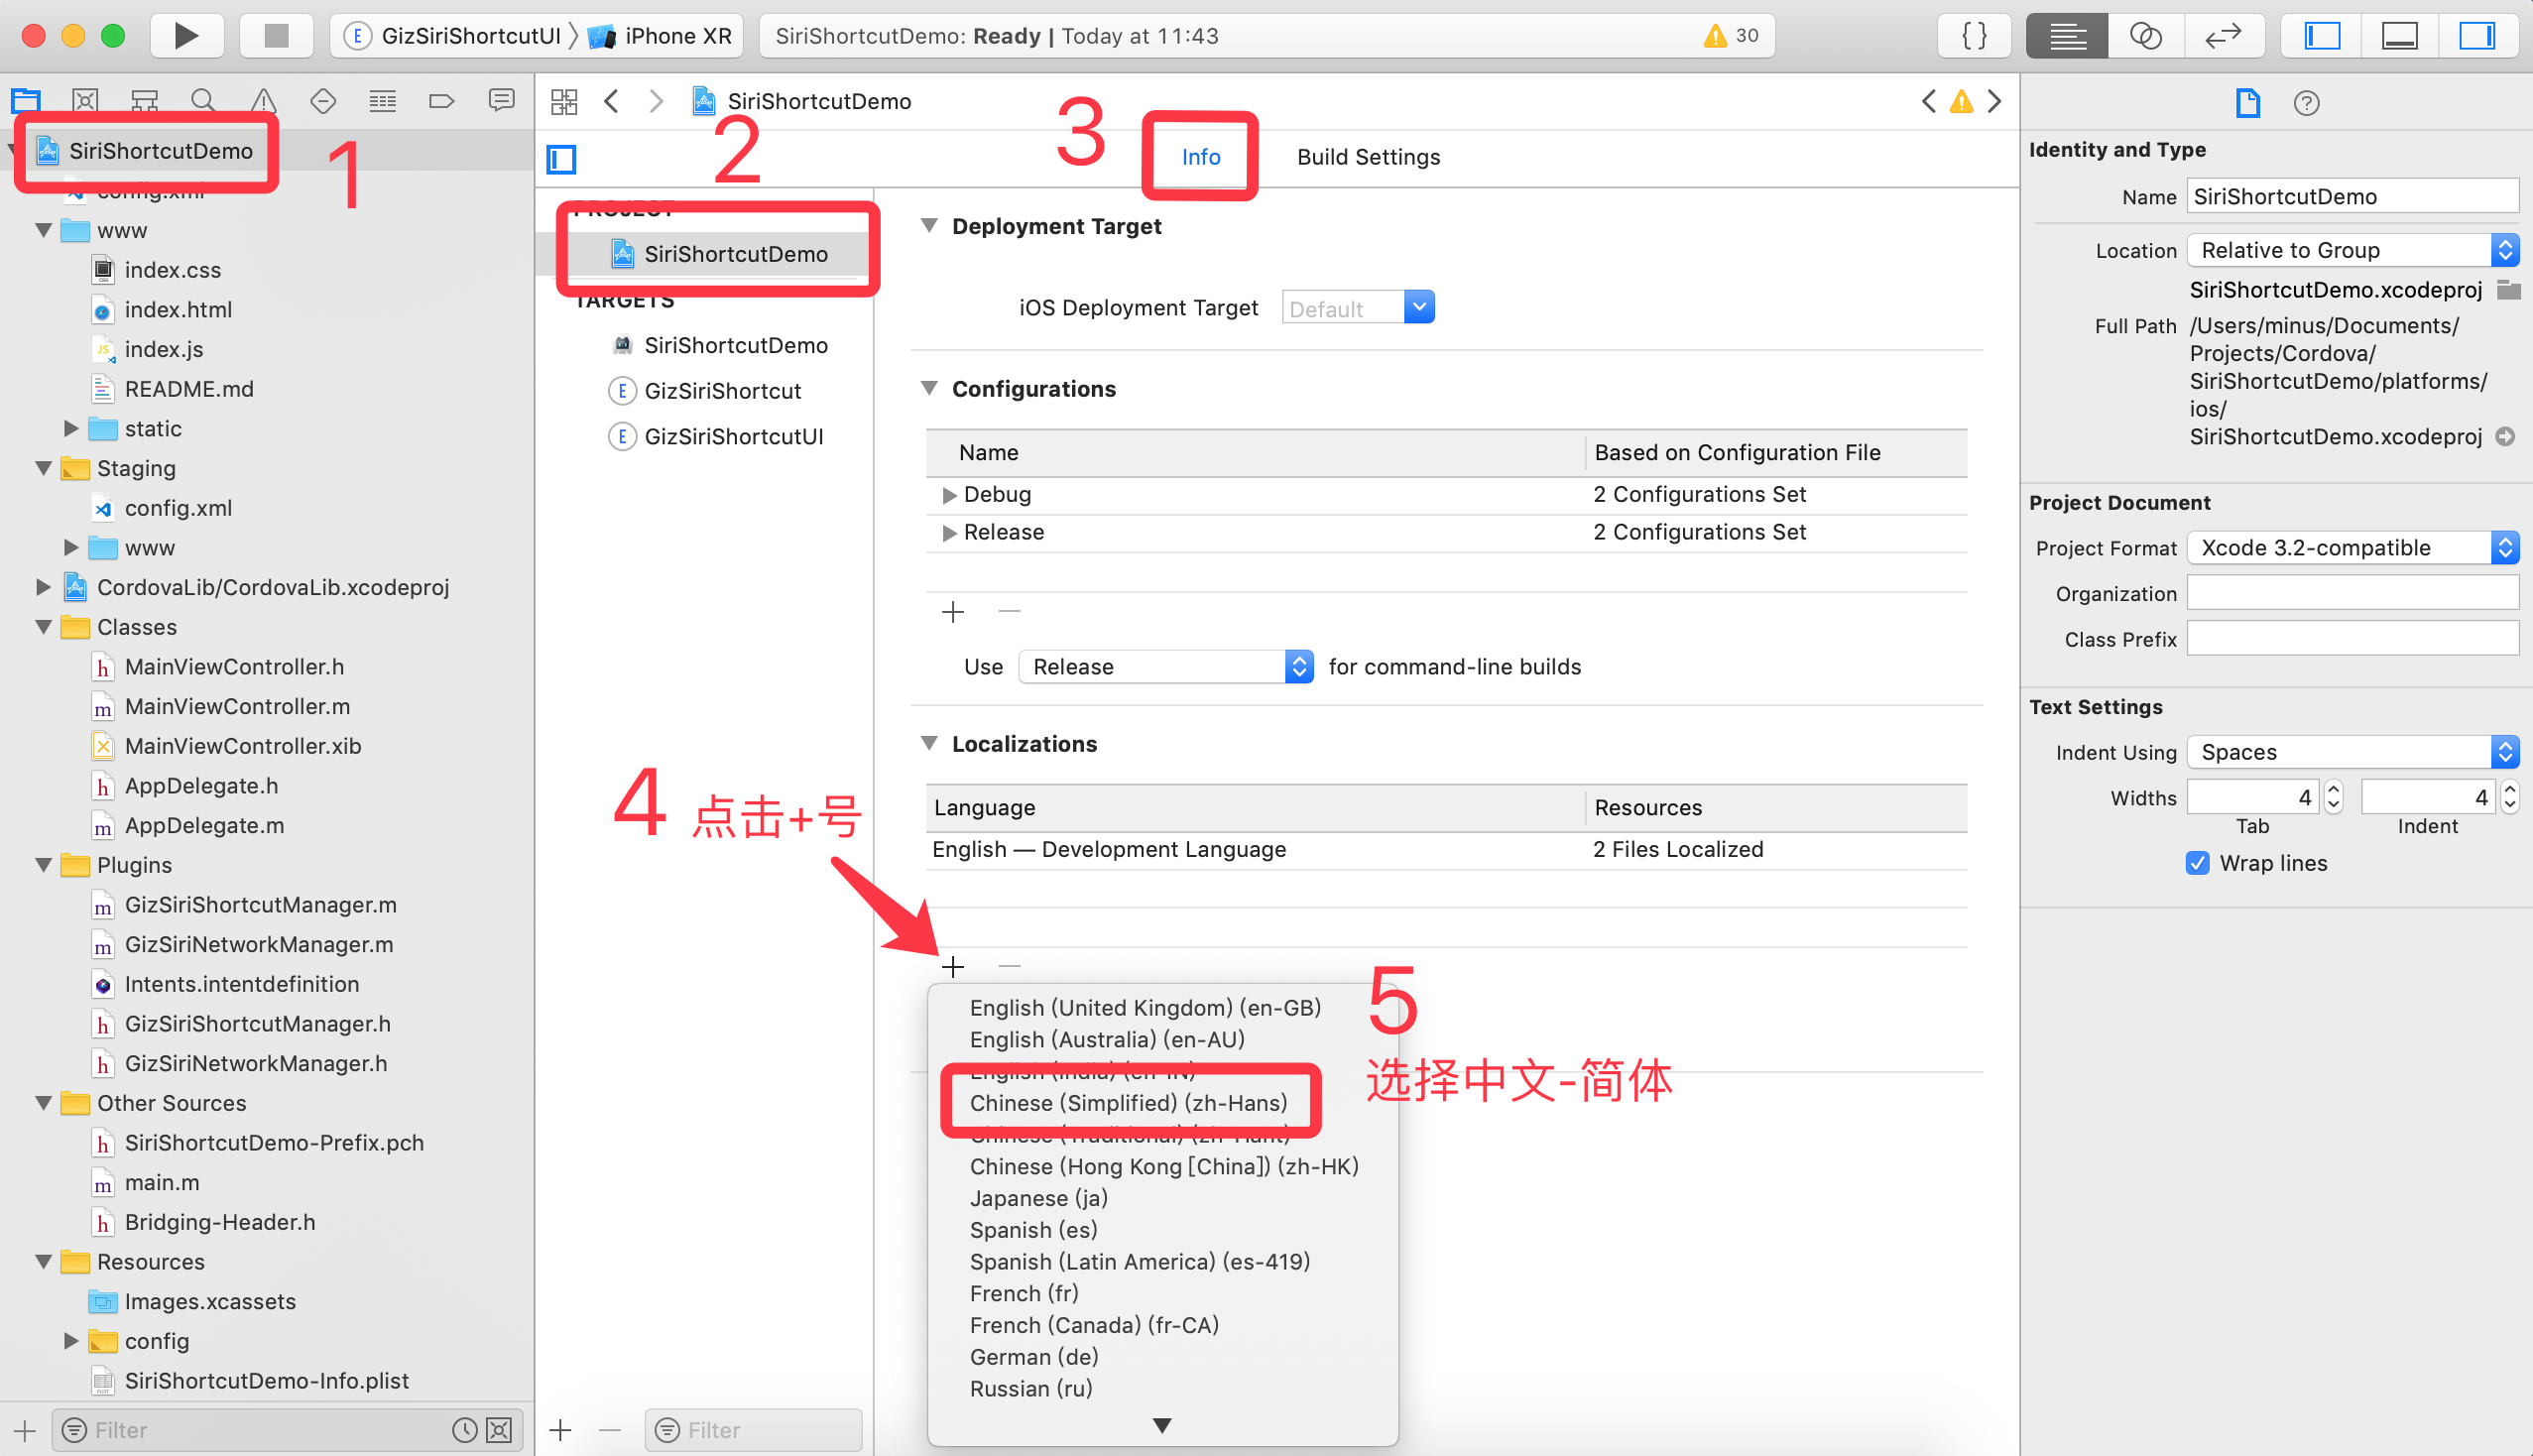 GizSiriShortcutUI
iPhone XR
SiriShortcutDemo: Ready | Today at 11:43
30
SiriShortcutDemo
config.xml
www
index.css
index.html
index.js
README.md
static
Staging
config.xml
www
CordovaLib/CordovaLib.xcodeproj
Classes
MainViewController.h
MainViewController.m
MainViewController.xib
AppDelegate.h
AppDelegate.m
Plugins
GizSiriShortcutManager.m
GizSiriNetworkManager.m
Intents.intentdefinition
GizSiriShortcutManager.h
GizSiriNetworkManager.h
Other Sources
SiriShortcutDemo-Prefix.pch
main.m
Bridging-Header.h
Resources
Images.xcassets
config
SiriShortcutDemo-Info.plist
Filter
1
SiriShortcutDemo
2
3
Info
Build Settings
PROJECT
SiriShortcutDemo
TARGETS
SiriShortcutDemo
GizSiriShortcut
GizSiriShortcutUI
Filter
Deployment Target
iOS Deployment Target
Default
Configurations
Name
Based on Configuration File
Debug
2 Configurations Set
Release
2 Configurations Set
Use
Release
for command-line builds
Localizations
Language
Resources
English — Development Language
2 Files Localized
4 点击+号
5
选择中文-简体
English (United Kingdom) (en-GB)
English (Australia) (en-AU)
English (India) (en-IN)
Chinese (Simplified) (zh-Hans)
Chinese (Traditional) (zh-Hant)
Chinese (Hong Kong [China]) (zh-HK)
Japanese (ja)
Spanish (es)
Spanish (Latin America) (es-419)
French (fr)
French (Canada) (fr-CA)
German (de)
Russian (ru)
Identity and Type
Name
SiriShortcutDemo
Location
Relative to Group
SiriShortcutDemo.xcodeproj
Full Path
/Users/minus/Documents/
Projects/Cordova/
SiriShortcutDemo/platforms/
ios/
SiriShortcutDemo.xcodeproj
Project Document
Project Format
Xcode 3.2-compatible
Organization
Class Prefix
Text Settings
Indent Using
Spaces
Widths
4
4
Tab
Indent
Wrap lines